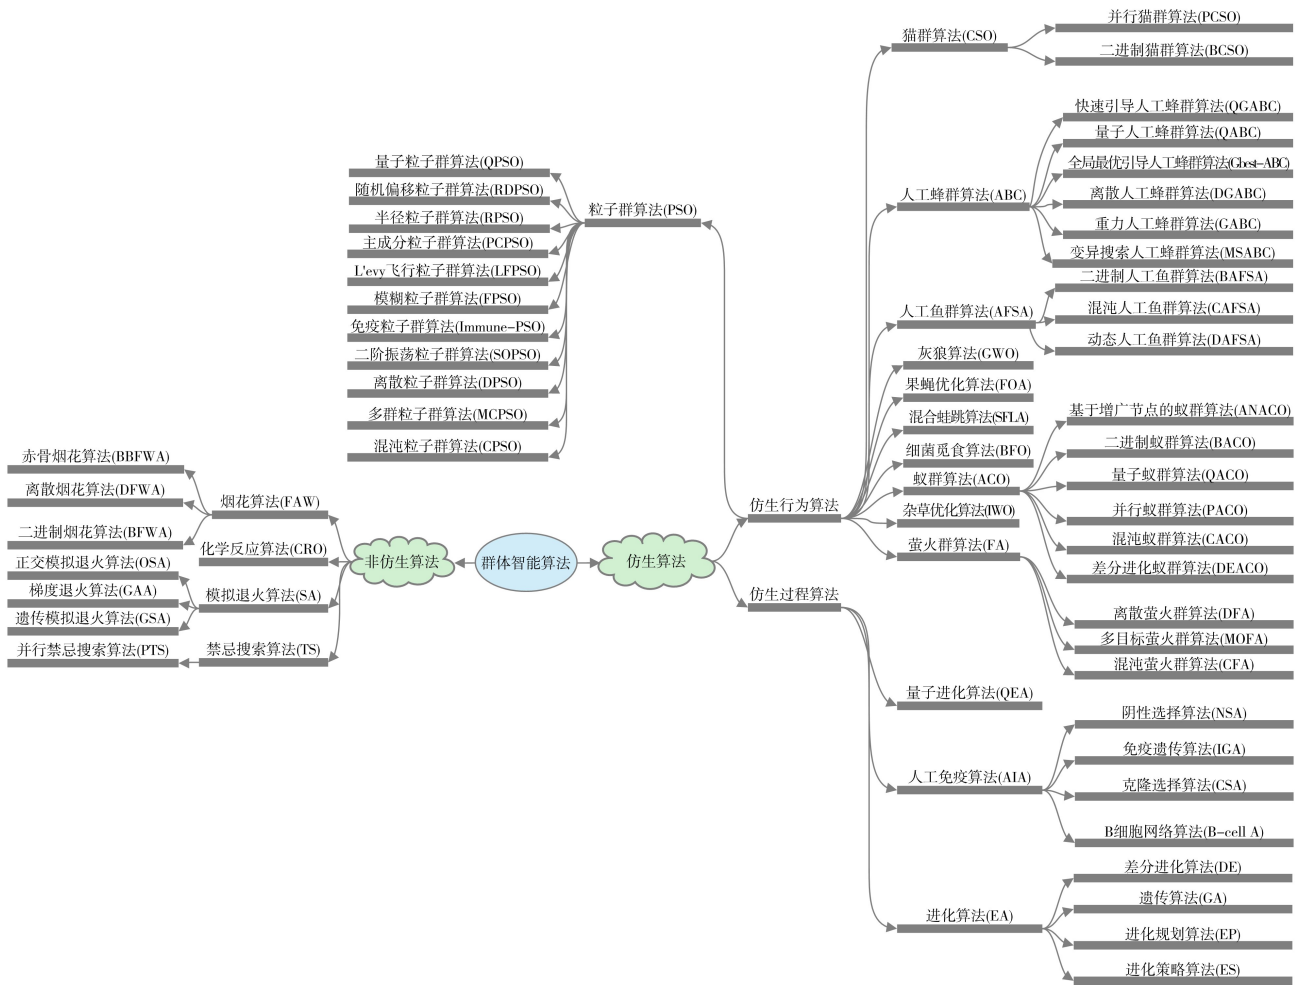 群体智能算法
仿生算法
仿生行为算法
猫群算法(CSO)
并行猫群算法(PCSO)
二进制猫群算法(BCSO)
人工蜂群算法(ABC)
快速引导人工蜂群算法(QGABC)
量子人工蜂群算法(QABC)
全局最优引导人工蜂群算法(Gbest-ABC)
离散人工蜂群算法(DGABC)
重力人工蜂群算法(GABC)
变异搜索人工蜂群算法(MSABC)
人工鱼群算法(AFSA)
二进制人工鱼群算法(BAFSA)
混沌人工鱼群算法(CAFSA)
动态人工鱼群算法(DAFSA)
灰狼算法(GWO)
果蝇优化算法(FOA)
混合蛙跳算法(SFLA)
细菌觅食算法(BFO)
蚁群算法(ACO)
基于增广节点的蚁群算法(ANACO)
二进制蚁群算法(BACO)
量子蚁群算法(QACO)
并行蚁群算法(PACO)
混沌蚁群算法(CACO)
差分进化蚁群算法(DEACO)
杂草优化算法(IWO)
萤火群算法(FA)
离散萤火群算法(DFA)
多目标萤火群算法(MOFA)
混沌萤火群算法(CFA)
粒子群算法(PSO)
量子粒子群算法(QPSO)
随机偏移粒子群算法(RDPSO)
半径粒子群算法(RPSO)
主成分粒子群算法(PCPSO)
L'evy飞行粒子群算法(LFPSO)
模糊粒子群算法(FPSO)
免疫粒子群算法(Immune-PSO)
二阶振荡粒子群算法(SOPSO)
离散粒子群算法(DPSO)
多群粒子群算法(MCPSO)
混沌粒子群算法(CPSO)
仿生过程算法
量子进化算法(QEA)
人工免疫算法(AIA)
阴性选择算法(NSA)
免疫遗传算法(IGA)
克隆选择算法(CSA)
B细胞网络算法(B-cell A)
进化算法(EA)
差分进化算法(DE)
遗传算法(GA)
进化规划算法(EP)
进化策略算法(ES)
非仿生算法
烟花算法(FAW)
赤骨烟花算法(BBFWA)
离散烟花算法(DFWA)
二进制烟花算法(BFWA)
化学反应算法(CRO)
模拟退火算法(SA)
正交模拟退火算法(OSA)
梯度退火算法(GAA)
遗传模拟退火算法(GSA)
禁忌搜索算法(TS)
并行禁忌搜索算法(PTS)